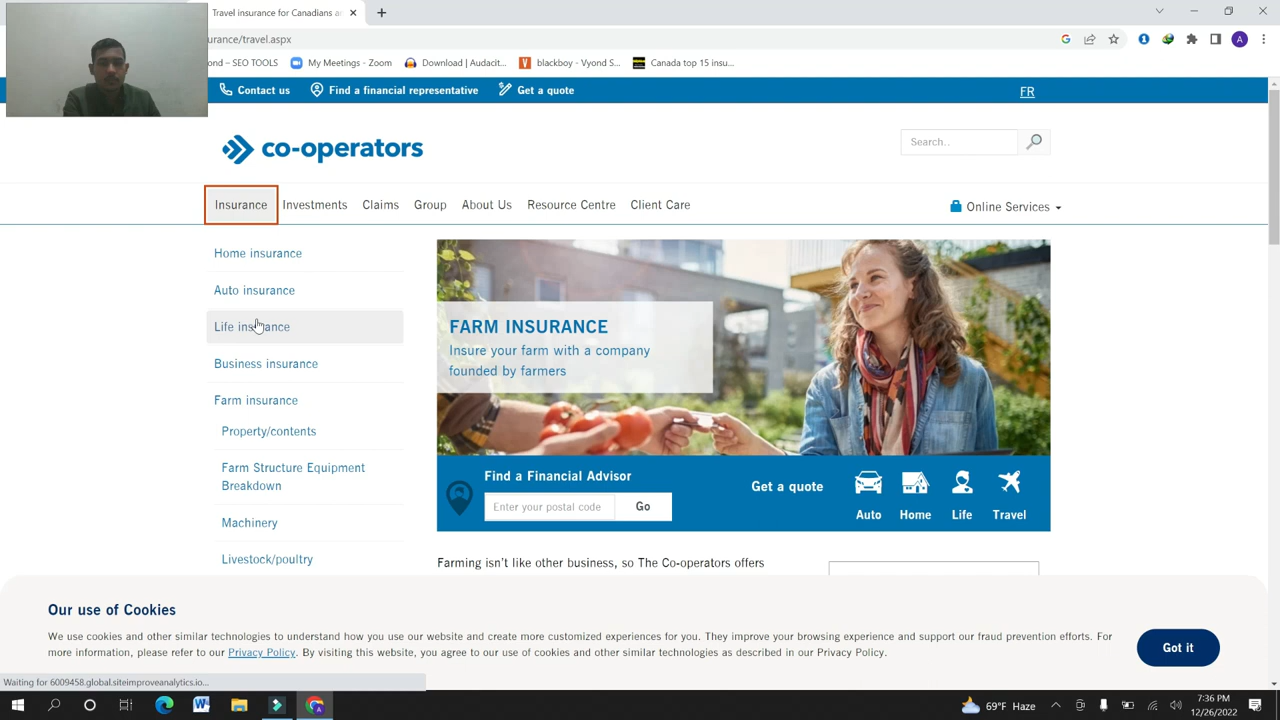 Travel insurance for Canadians a
urance/travel.aspx
ond – SEO TOOLS
My Meetings - Zoom
Download | Audacit...
blackboy - Vyond S...
Canada top 15 insu...
A
Contact us
Find a financial representative
Get a quote
FR
co-operators
Search..
Insurance
Investments
Claims
Group
About Us
Resource Centre
Client Care
Online Services
Home insurance
Auto insurance
Life insurance
Business insurance
Farm insurance
Property/contents
Farm Structure Equipment
Breakdown
Machinery
Livestock/poultry
FARM INSURANCE
Insure your farm with a company
founded by farmers
Find a Financial Advisor
Enter your postal code
Go
Get a quote
Auto
Home
Life
Travel
Farming isn't like other business, so The Co-operators offers
Our use of Cookies
We use cookies and other similar technologies to understand how you use our website and create more customized experiences for you. They improve your browsing experience and support our fraud prevention efforts. For
more information, please refer to our Privacy Policy. By visiting this website, you agree to our use of cookies and other similar technologies as described in our Privacy Policy.
Got it
Waiting for 6009458.global.siteimproveanalytics.io...
69°F Haze
7:36 PM
12/26/2022